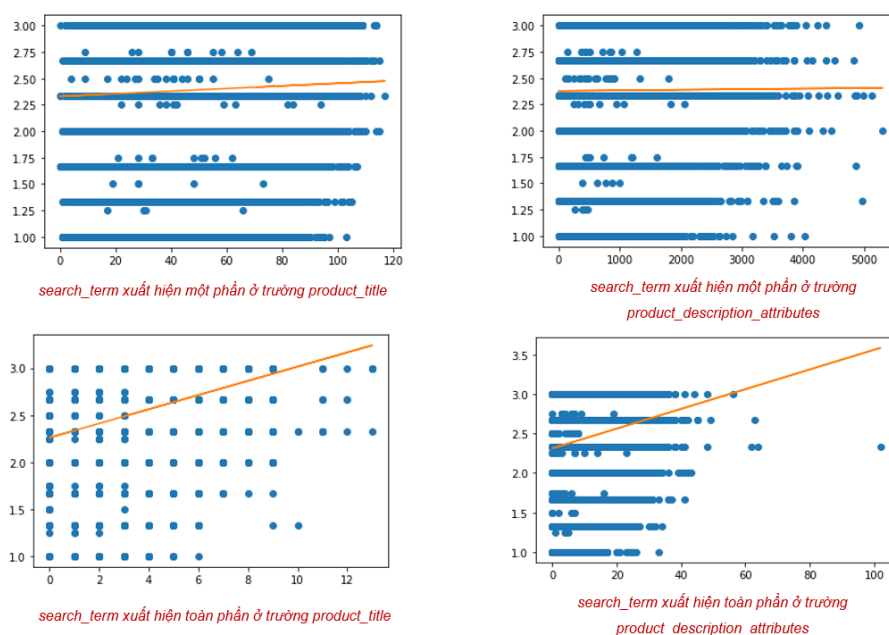 3.00
2.75
2.50
2.25
2.00
1.75
1.50
1.25
1.00
0 20 40 60 80 100 120
search_term xuất hiện một phần ở trường product_title
3.00
2.75
2.50
2.25
2.00
1.75
1.50
1.25
1.00
0 1000 2000 3000 4000 5000
search_term xuất hiện một phần ở trường
product_description_attributes
3.0
2.5
2.0
1.5
1.0
0 2 4 6 8 10 12
search_term xuất hiện toàn phần ở trường product_title
3.5
3.0
2.5
2.0
1.5
1.0
0 20 40 60 80 100
search_term xuất hiện toàn phần ở trường
product_description_attributes